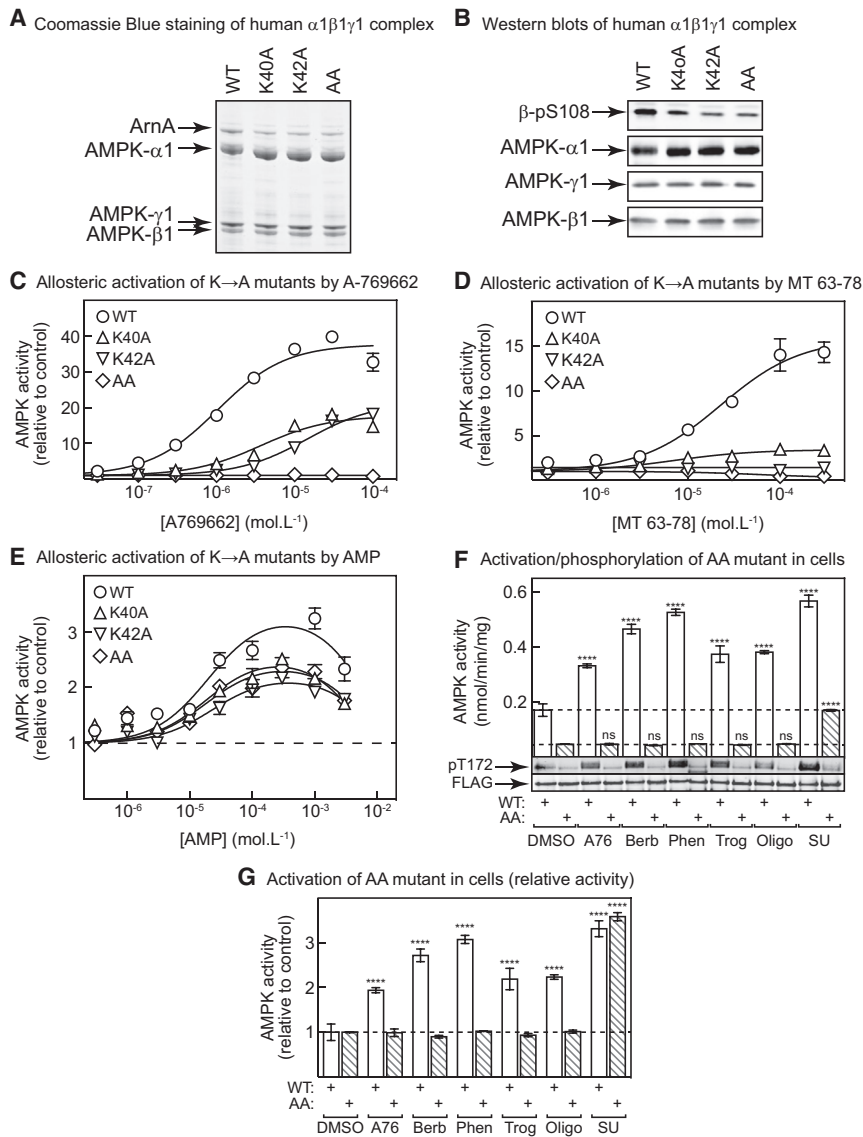 A Coomassie Blue staining of human α1β1γ1 complex
WT K40A K42A AA
ArnA
AMPK-α1
AMPK-γ1
AMPK-β1
B Western blots of human α1β1γ1 complex
WT K4oA K42A AA
β-pS108
AMPK-α1
AMPK-γ1
AMPK-β1
C Allosteric activation of K→A mutants by A-769662
AMPK activity
(relative to control)
40
30
20
10
WT
K40A
K42A
AA
10⁻⁷ 10⁻⁶ 10⁻⁵ 10⁻⁴
[A769662] (mol.L⁻¹)
D Allosteric activation of K→A mutants by MT 63-78
AMPK activity
(relative to control)
15
10
5
WT
K40A
K42A
AA
10⁻⁶ 10⁻⁵ 10⁻⁴
[MT 63-78] (mol.L⁻¹)
E Allosteric activation of K→A mutants by AMP
AMPK activity
(relative to control)
3
2
1
WT
K40A
K42A
AA
10⁻⁶ 10⁻⁵ 10⁻⁴ 10⁻³ 10⁻²
[AMP] (mol.L⁻¹)
F Activation/phosphorylation of AA mutant in cells
AMPK activity
(nmol/min/mg)
0.6
0.4
0.2
**** **** **** **** **** **** ****
ns ns ns ns ns
pT172
FLAG
WT: + + + + + + +
AA: + + + + + + +
DMSO A76 Berb Phen Trog Oligo SU
G Activation of AA mutant in cells (relative activity)
AMPK activity
(relative to control)
3
2
1
**** **** **** **** **** **** ****
WT: + + + + + + +
AA: + + + + + + +
DMSO A76 Berb Phen Trog Oligo SU